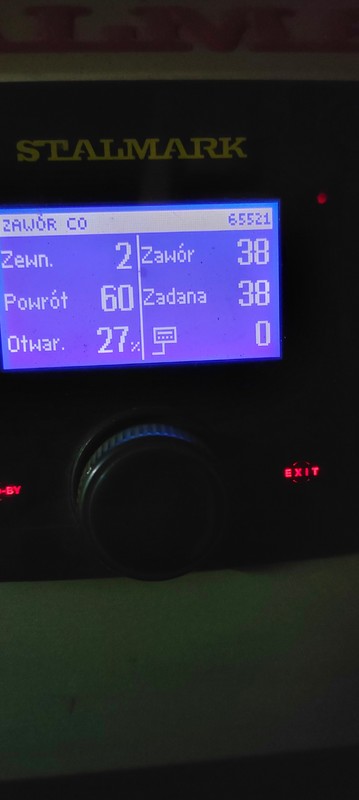 STALMARK
ZAWÓR CO 65521
Zewn. 2 Zawór 38
Powrót 60 Zadana 38
Otwar. 27% 0
EXIT